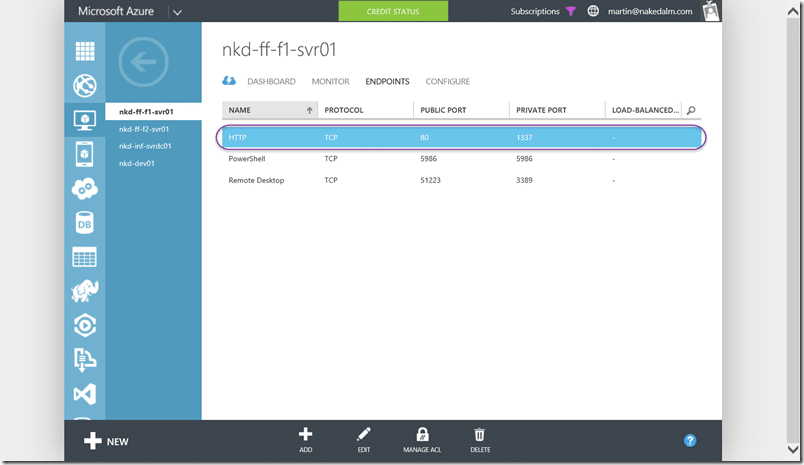 Microsoft Azure
CREDIT STATUS
Subscriptions
martin@nakedalm.com
nkd-ff-f1-svr01
nkd-ff-f2-svr01
nkd-inf-svrdc01
nkd-dev01
nkd-ff-f1-svr01
DASHBOARD MONITOR ENDPOINTS CONFIGURE
NAME PROTOCOL PUBLIC PORT PRIVATE PORT LOAD-BALANCED...
HTTP TCP 80 1337 -
PowerShell TCP 5986 5986 -
Remote Desktop TCP 51223 3389 -
DB
NEW
ADD
EDIT
MANAGE ACL
DELETE
?